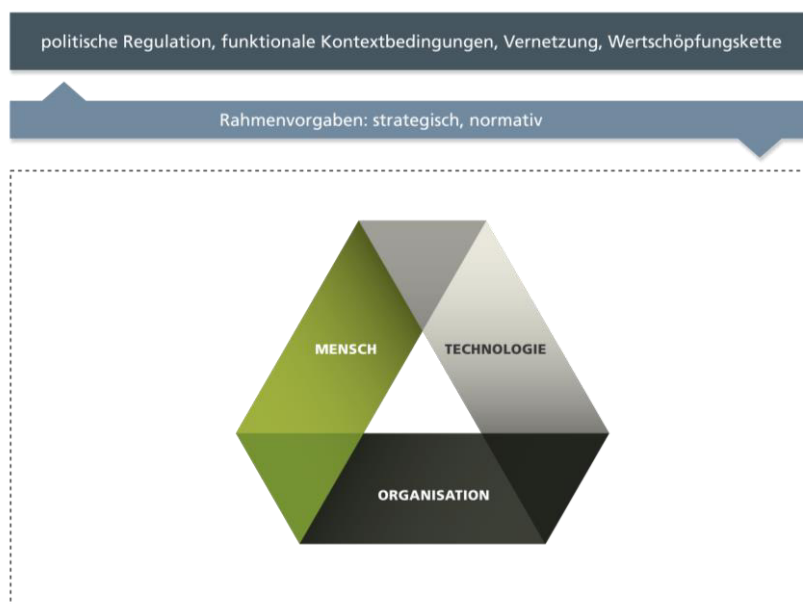 politische Regulation, funktionale Kontextbedingungen, Vernetzung, Wertschöpfungskette
Rahmenvorgaben: strategisch, normativ
MENSCH
TECHNOLOGIE
ORGANISATION